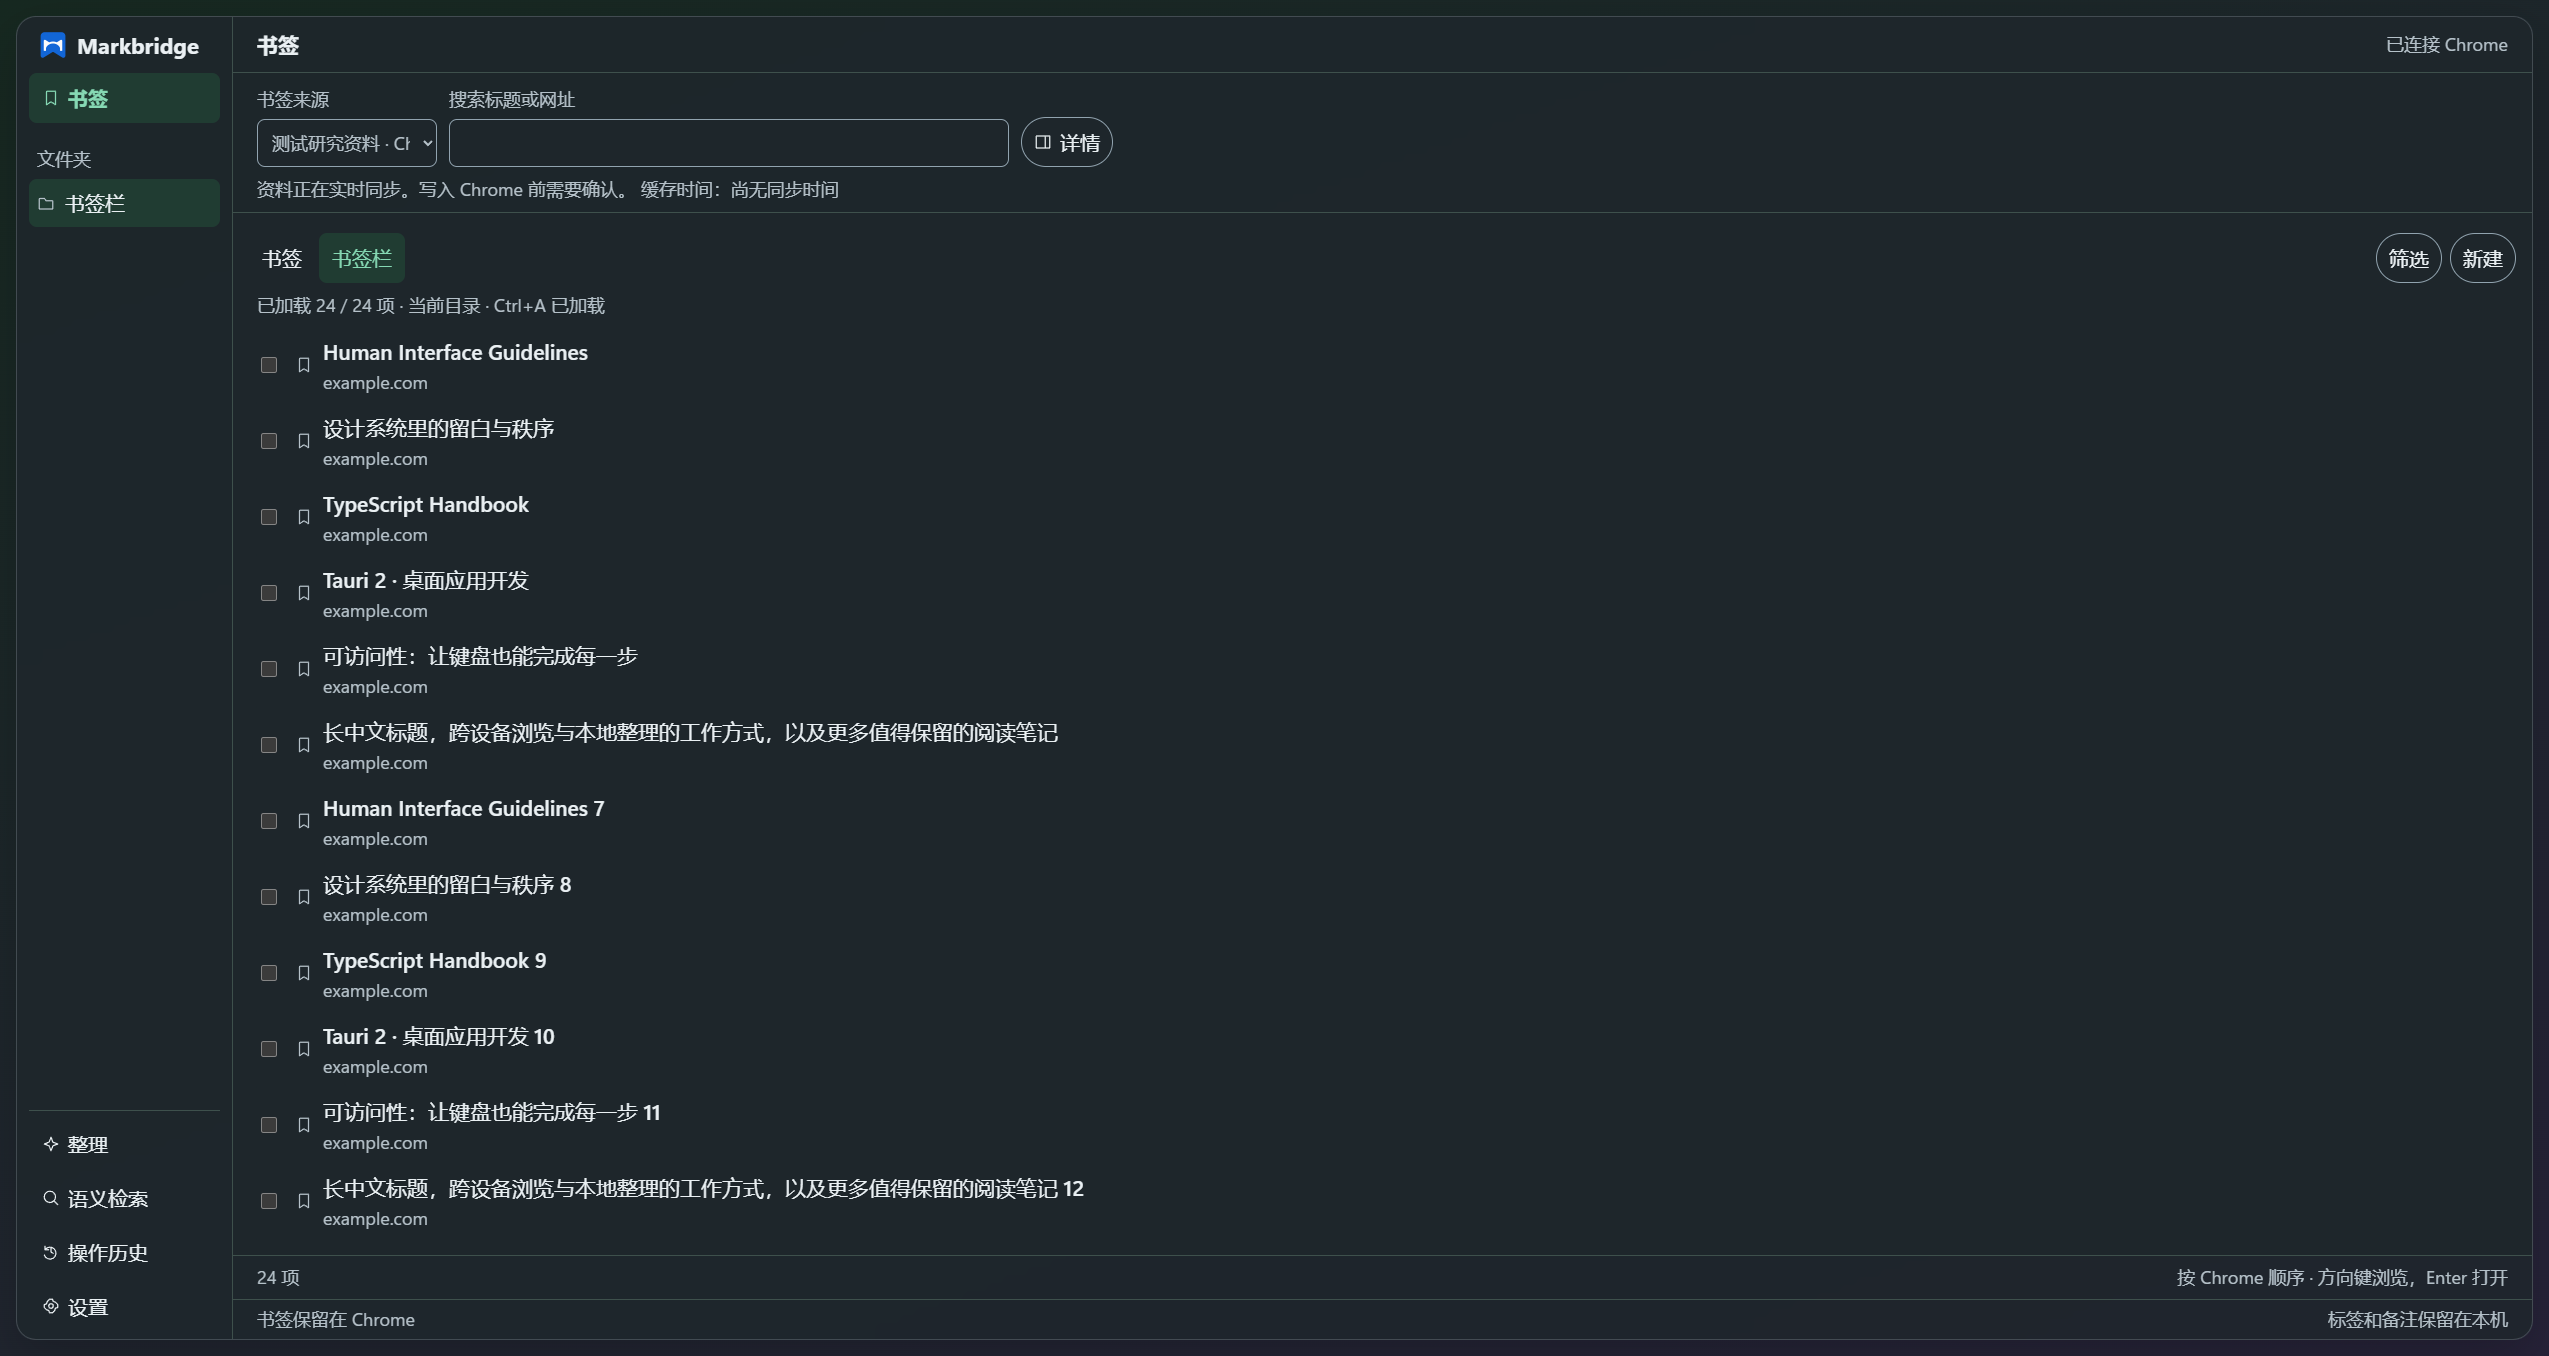 Markbridge
书签
文件夹
书签栏
整理
语义检索
操作历史
设置
书签
已连接 Chrome
书签来源
搜索标题或网址
测试研究资料 · Ch
详情
资料正在实时同步。写入 Chrome 前需要确认。 缓存时间：尚无同步时间
书签
书签栏
筛选
新建
已加载 24 / 24 项 · 当前目录 · Ctrl+A 已加载
Human Interface Guidelines
example.com
设计系统里的留白与秩序
example.com
TypeScript Handbook
example.com
Tauri 2 · 桌面应用开发
example.com
可访问性：让键盘也能完成每一步
example.com
长中文标题，跨设备浏览与本地整理的工作方式，以及更多值得保留的阅读笔记
example.com
Human Interface Guidelines 7
example.com
设计系统里的留白与秩序 8
example.com
TypeScript Handbook 9
example.com
Tauri 2 · 桌面应用开发 10
example.com
可访问性：让键盘也能完成每一步 11
example.com
长中文标题，跨设备浏览与本地整理的工作方式，以及更多值得保留的阅读笔记 12
example.com
24 项
按 Chrome 顺序 · 方向键浏览，Enter 打开
书签保留在 Chrome
标签和备注保留在本机